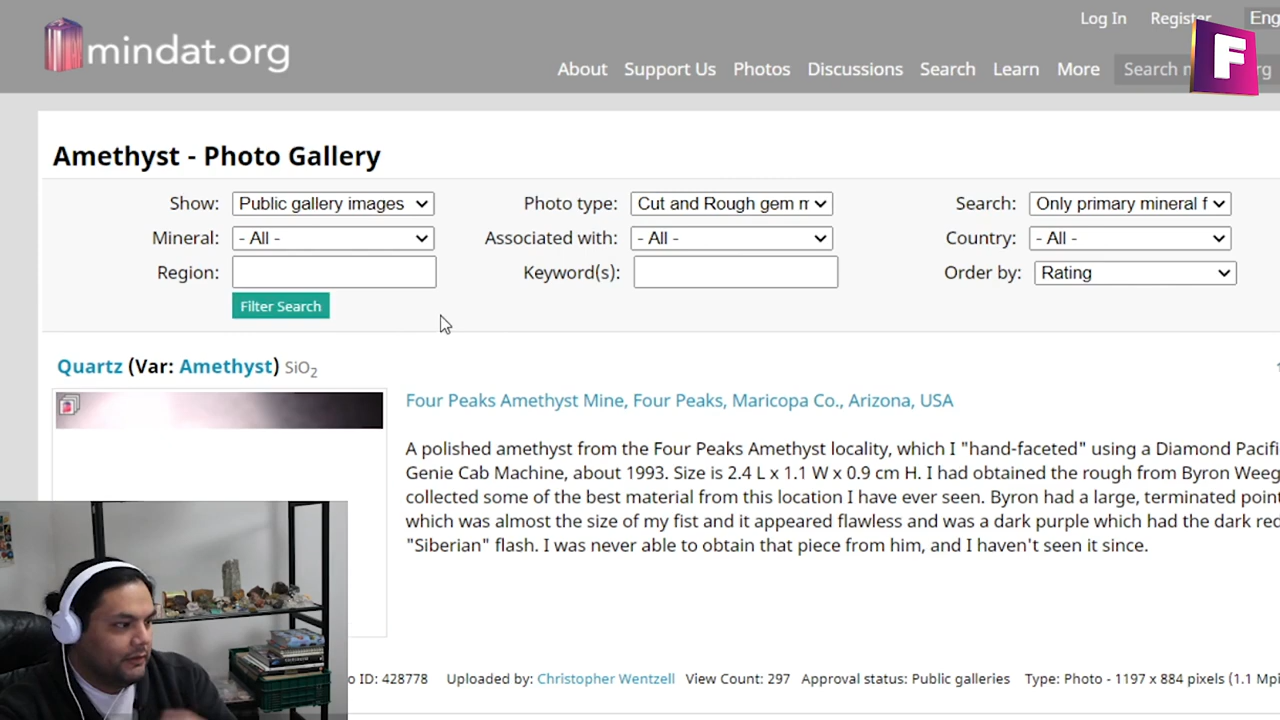 Log In Register Eng
mindat.org
About Support Us Photos Discussions Search Learn More Search
F
Amethyst - Photo Gallery
Show: Public gallery images Photo type: Cut and Rough gem m Search: Only primary mineral f
Mineral: - All - Associated with: - All - Country: - All -
Region: Keyword(s): Order by: Rating
Filter Search
Quartz (Var: Amethyst) SiO₂
Four Peaks Amethyst Mine, Four Peaks, Maricopa Co., Arizona, USA
A polished amethyst from the Four Peaks Amethyst locality, which I "hand-faceted" using a Diamond Pacifi
Genie Cab Machine, about 1993. Size is 2.4 L x 1.1 W x 0.9 cm H. I had obtained the rough from Byron Weeg
collected some of the best material from this location I have ever seen. Byron had a large, terminated point
which was almost the size of my fist and it appeared flawless and was a dark purple which had the dark red
"Siberian" flash. I was never able to obtain that piece from him, and I haven't seen it since.
o ID: 428778 Uploaded by: Christopher Wentzell View Count: 297 Approval status: Public galleries Type: Photo - 1197 x 884 pixels (1.1 Mpi